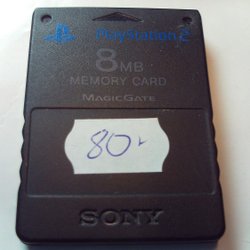 PlayStation 2
8MB
MEMORY CARD
MAGICGATE
80,-
SONY